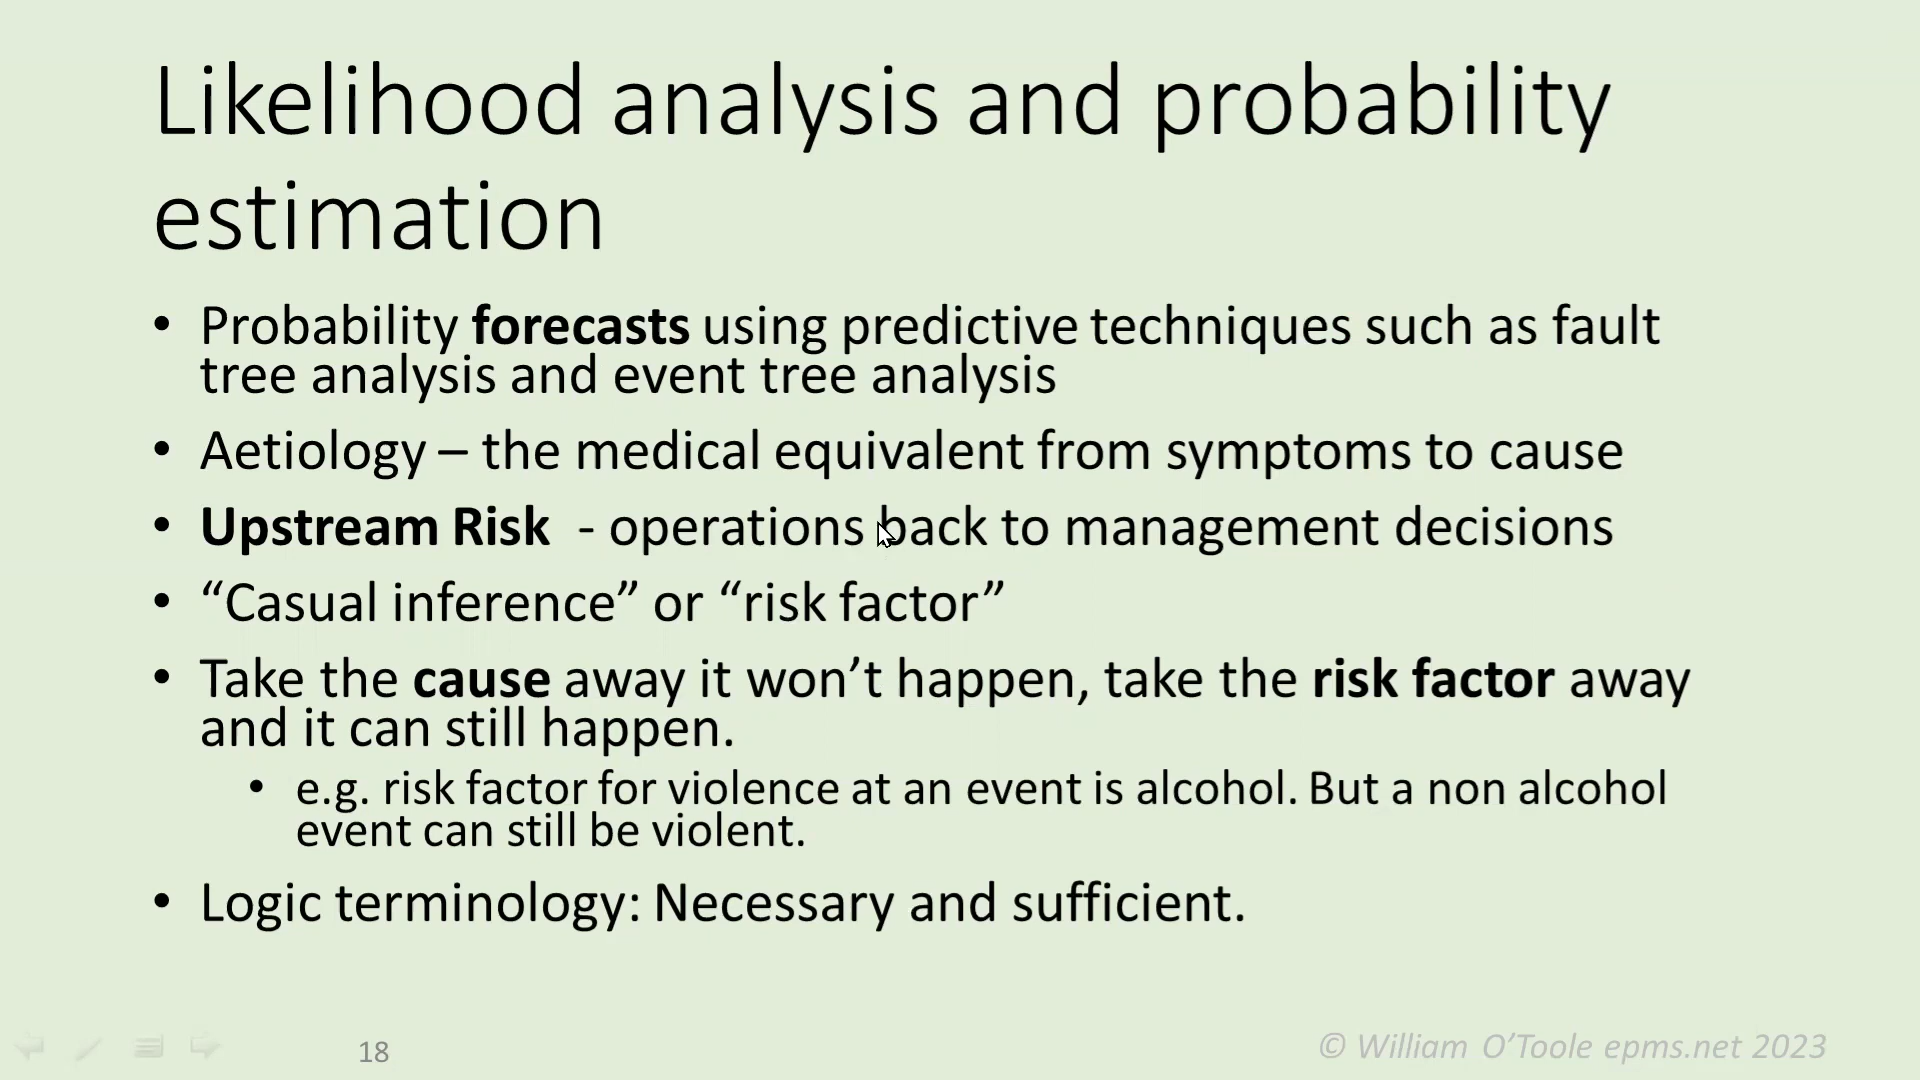 Likelihood analysis and probability
estimation
• Probability forecasts using predictive techniques such as fault
tree analysis and event tree analysis
• Aetiology – the medical equivalent from symptoms to cause
• Upstream Risk  - operations back to management decisions
• “Casual inference” or “risk factor”
• Take the cause away it won’t happen, take the risk factor away
and it can still happen.
• e.g. risk factor for violence at an event is alcohol. But a non alcohol
event can still be violent.
• Logic terminology: Necessary and sufficient.
18
© William O’Toole epms.net 2023